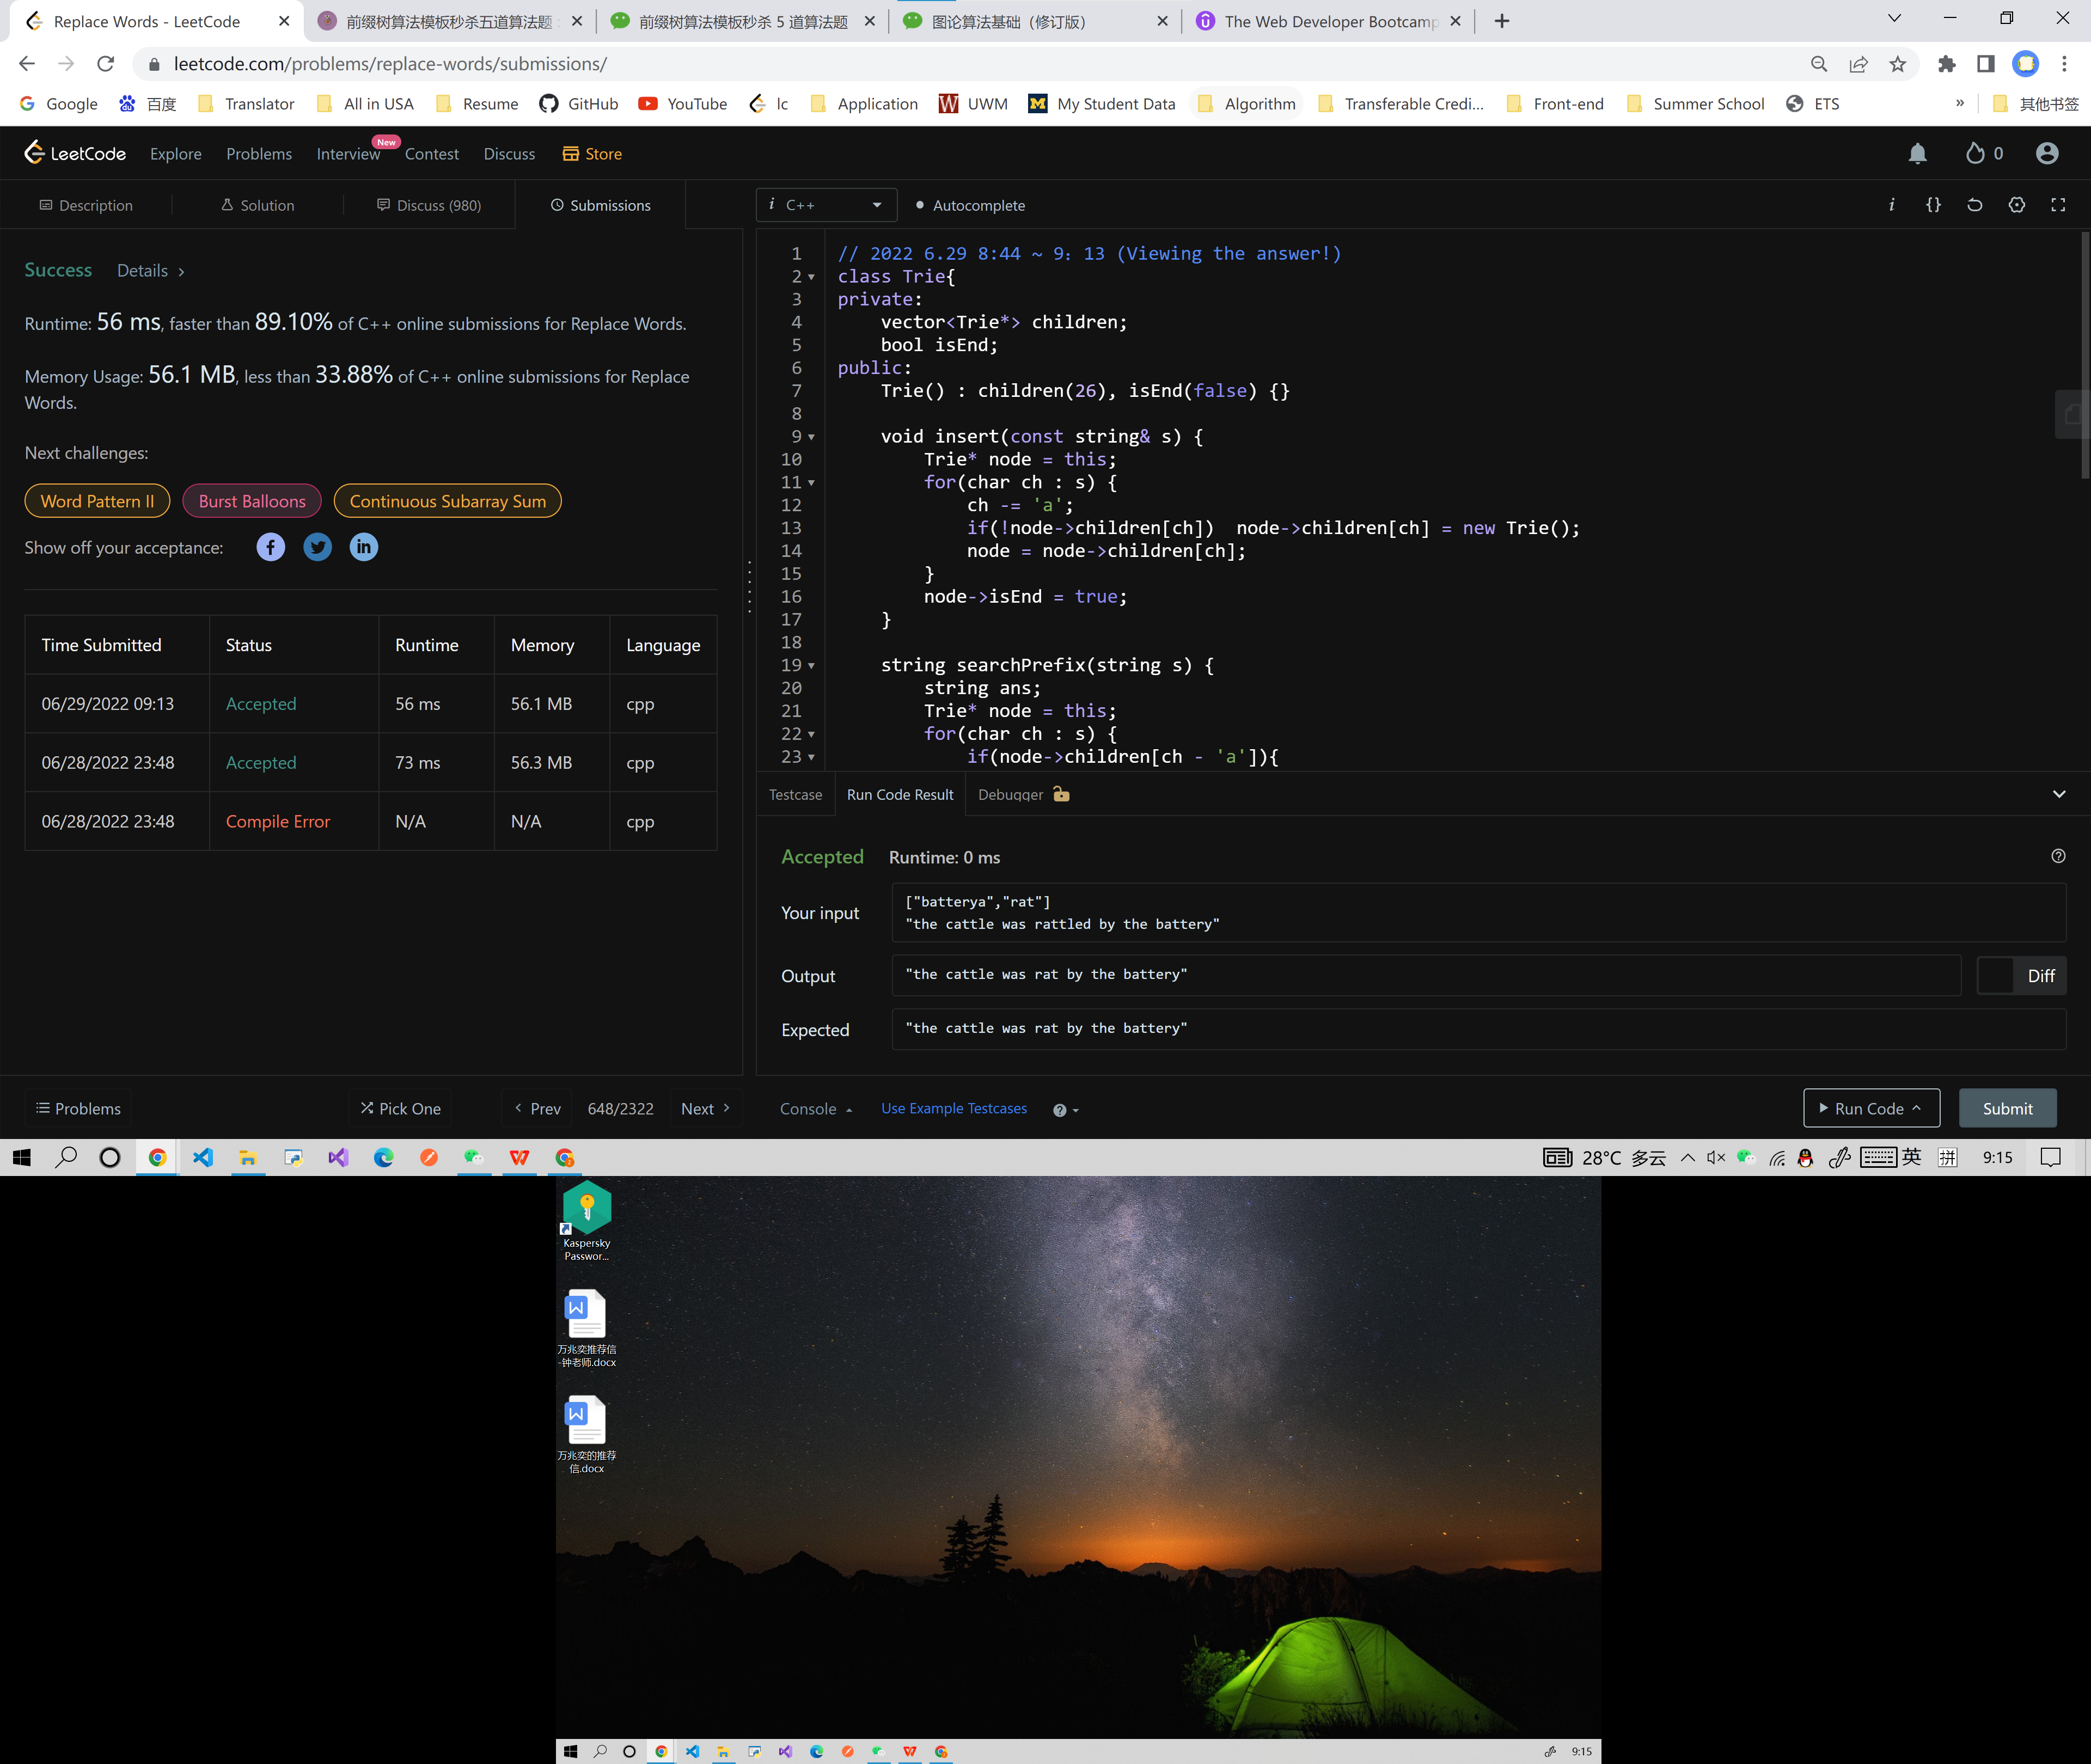 Replace Words - LeetCode
前缀树算法模板秒杀五道算法题
前缀树算法模板秒杀 5 道算法题
图论算法基础（修订版）
The Web Developer Bootcamp
leetcode.com/problems/replace-words/submissions/
Google
百度
Translator
All in USA
Resume
GitHub
YouTube
lc
Application
UWM
My Student Data
Algorithm
Transferable Credi...
Front-end
Summer School
ETS
»
其他书签
LeetCode
Explore
Problems
Interview
New
Contest
Discuss
Store
0
Description
Solution
Discuss (980)
Submissions
i C++
Autocomplete
Success
Details
Runtime: 56 ms, faster than 89.10% of C++ online submissions for Replace Words.
Memory Usage: 56.1 MB, less than 33.88% of C++ online submissions for Replace
Words.
Next challenges:
Word Pattern II
Burst Balloons
Continuous Subarray Sum
Show off your acceptance:
Time Submitted Status Runtime Memory Language
06/29/2022 09:13 Accepted 56 ms 56.1 MB cpp
06/28/2022 23:48 Accepted 73 ms 56.3 MB cpp
06/28/2022 23:48 Compile Error N/A N/A cpp
1 // 2022 6.29 8:44 ~ 9：13 (Viewing the answer!)
2 class Trie{
3 private:
4 vector<Trie*> children;
5 bool isEnd;
6 public:
7 Trie() : children(26), isEnd(false) {}
8
9 void insert(const string& s) {
10 Trie* node = this;
11 for(char ch : s) {
12 ch -= 'a';
13 if(!node->children[ch])  node->children[ch] = new Trie();
14 node = node->children[ch];
15 }
16 node->isEnd = true;
17 }
18
19 string searchPrefix(string s) {
20 string ans;
21 Trie* node = this;
22 for(char ch : s) {
23 if(node->children[ch - 'a']){
Testcase
Run Code Result
Debugger
Accepted
Runtime: 0 ms
Your input
["batterya","rat"]
"the cattle was rattled by the battery"
Output
"the cattle was rat by the battery"
Diff
Expected
"the cattle was rat by the battery"
Problems
Pick One
Prev
648/2322
Next
Console
Use Example Testcases
Run Code
Submit
28°C 多云
英
拼
9:15
Kaspersky
Passwor...
万兆奕推荐信
-钟老师.docx
万兆奕的推荐
信.docx
9:15